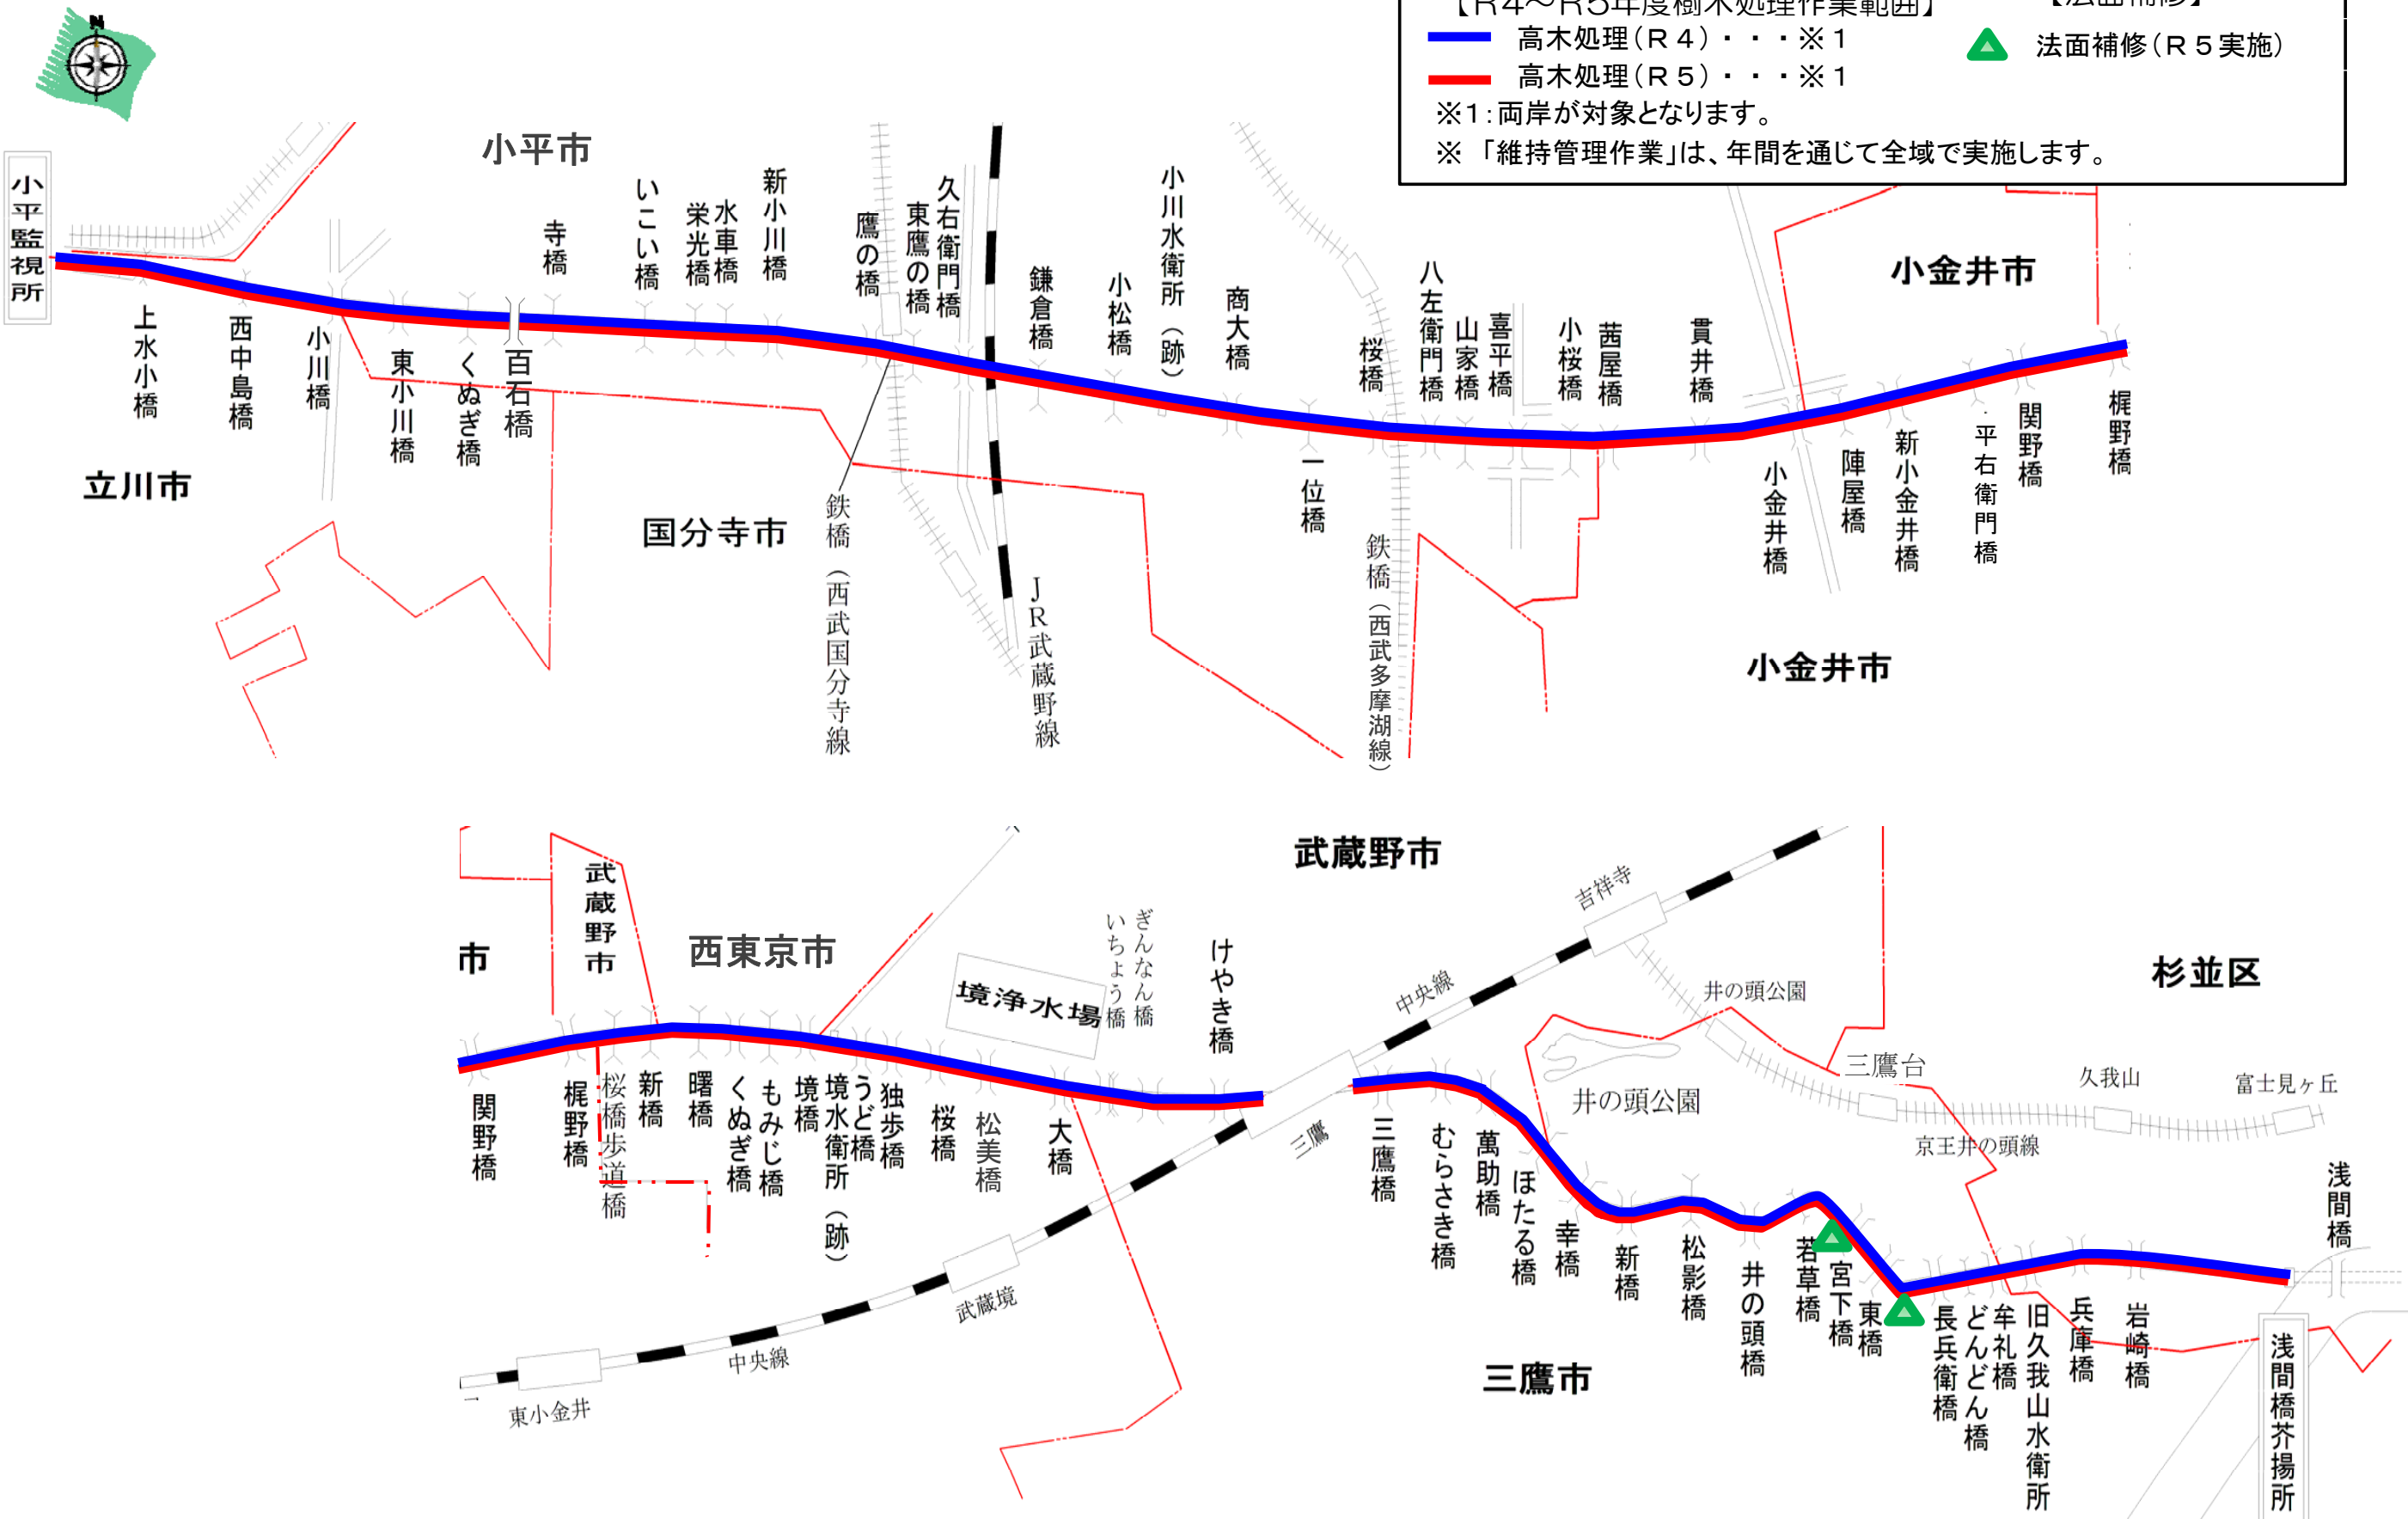 N
【R4～R5年度樹木処理作業範囲】
【法面補修】
高木処理(R４)・・・※１
法面補修(R５実施)
高木処理(R５)・・・※１
※１:両岸が対象となります。
※「維持管理作業」は、年間を通じて全域で実施します。
小平監視所
小平市
上水小橋
西中島橋
小川橋
東小川橋
くぬぎ橋
百石橋
寺橋
いこい橋
栄光橋
水車橋
新小川橋
鷹の橋
東鷹の橋
久右衛門橋
鎌倉橋
小松橋
小川水衛所（跡）
商大橋
一位橋
桜橋
八左衛門橋
山家橋
喜平橋
小桜橋
茜屋橋
貫井橋
小金井橋
陣屋橋
新小金井橋
平右衛門橋
関野橋
梶野橋
小金井市
立川市
国分寺市
鉄橋（西武国分寺線）
JR武蔵野線
鉄橋（西武多摩湖線）
小金井市
武蔵野市
市
武蔵野市
西東京市
境浄水場
いちょう橋
ぎんなん橋
けやき橋
中央線
吉祥寺
井の頭公園
杉並区
三鷹台
久我山
富士見ヶ丘
京王井の頭線
井の頭公園
関野橋
梶野橋
桜橋歩道橋
新橋
曙橋
くぬぎ橋
もみじ橋
境橋
境水衛所（跡）
うど橋
独歩橋
桜橋
松美橋
大橋
三鷹
三鷹橋
むらさき橋
萬助橋
ほたる橋
幸橋
新橋
松影橋
井の頭橋
若草橋
宮下橋
東橋
長兵衛橋
どんどん橋
牟礼橋
旧久我山水衛所
兵庫橋
岩崎橋
浅間橋
浅間橋芥揚所
武蔵境
中央線
東小金井
三鷹市